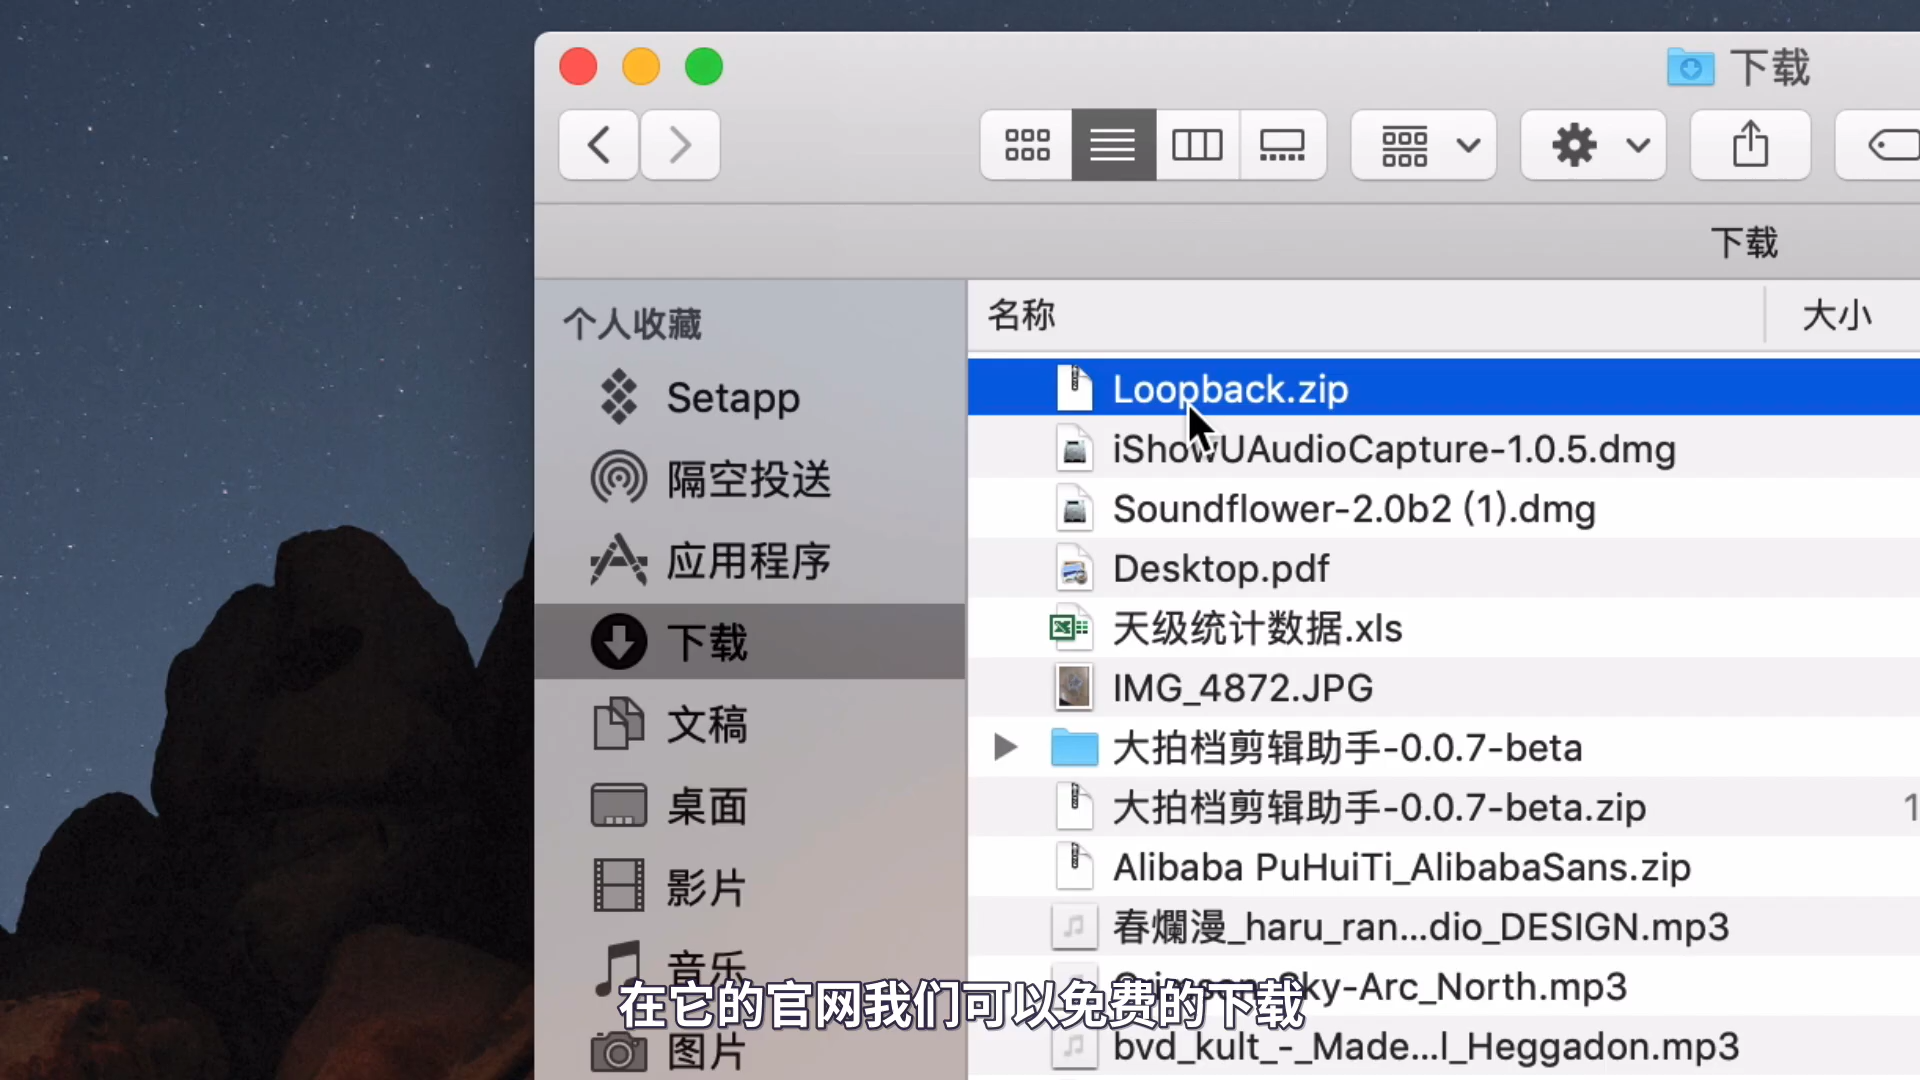 下载
下载
个人收藏
名称
大小
Setapp
隔空投送
应用程序
下载
文稿
桌面
影片
音乐
图片
Loopback.zip
iShowUAudioCapture-1.0.5.dmg
Soundflower-2.0b2 (1).dmg
Desktop.pdf
天级统计数据.xls
IMG_4872.JPG
大拍档剪辑助手-0.0.7-beta
大拍档剪辑助手-0.0.7-beta.zip
1
Alibaba PuHuiTi_AlibabaSans.zip
春爛漫_haru_ran...dio_DESIGN.mp3
Sky-Arc_North.mp3
bvd_kult_-_Made...l_Heggadon.mp3
在它的官网我们可以免费的下载